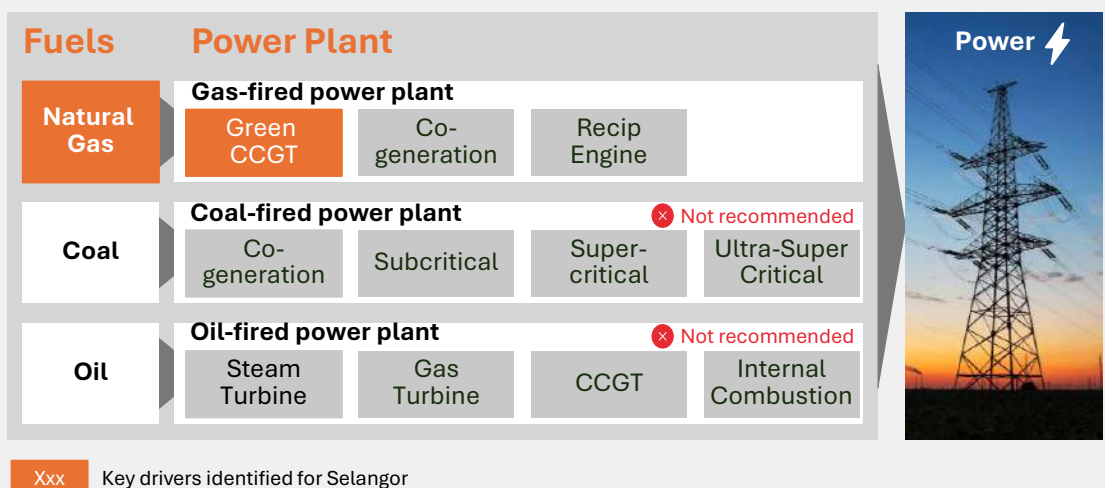 Fuels
Power Plant
Power
Natural
Gas
Gas-fired power plant
Green
CCGT
Co-
generation
Recip
Engine
Coal
Coal-fired power plant
Not recommended
Co-
generation
Subcritical
Super-
critical
Ultra-Super
Critical
Oil
Oil-fired power plant
Not recommended
Steam
Turbine
Gas
Turbine
CCGT
Internal
Combustion
Xxx
Key drivers identified for Selangor